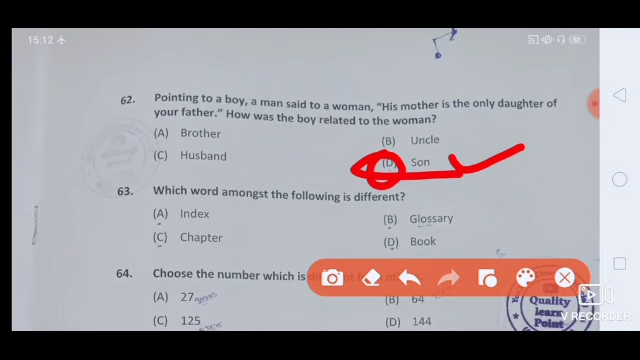 15:12
62. Pointing to a boy, a man said to a woman, "His mother is the only daughter of
your father." How was the boy related to the woman?
(A) Brother (B) Uncle
(C) Husband (D) Son
63. Which word amongst the following is different?
(A) Index (B) Glossary
(C) Chapter (D) Book
64. Choose the number which is
(A) 27 (B) 64
(C) 125 (D) 144
Quality
learn
Point
V RECORDER